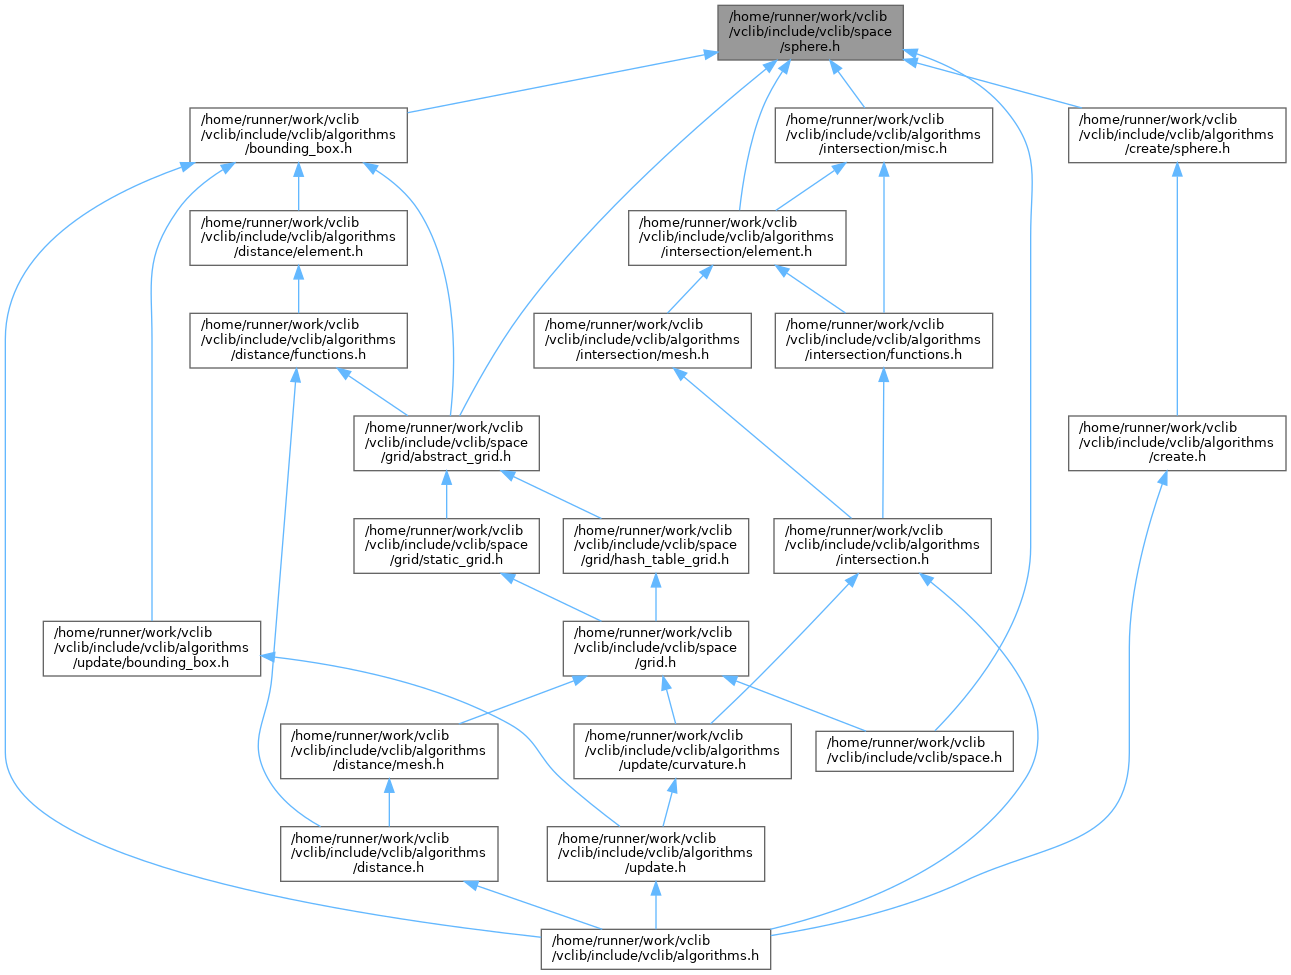 /home/runner/work/vclib
/vclib/include/vclib/space
/sphere.h
/home/runner/work/vclib
/vclib/include/vclib/algorithms
/bounding_box.h
/home/runner/work/vclib
/vclib/include/vclib/algorithms
/intersection/misc.h
/home/runner/work/vclib
/vclib/include/vclib/algorithms
/create/sphere.h
/home/runner/work/vclib
/vclib/include/vclib/algorithms
/distance/element.h
/home/runner/work/vclib
/vclib/include/vclib/algorithms
/intersection/element.h
/home/runner/work/vclib
/vclib/include/vclib/algorithms
/distance/functions.h
/home/runner/work/vclib
/vclib/include/vclib/algorithms
/intersection/mesh.h
/home/runner/work/vclib
/vclib/include/vclib/algorithms
/intersection/functions.h
/home/runner/work/vclib
/vclib/include/vclib/space
/grid/abstract_grid.h
/home/runner/work/vclib
/vclib/include/vclib/algorithms
/create.h
/home/runner/work/vclib
/vclib/include/vclib/space
/grid/static_grid.h
/home/runner/work/vclib
/vclib/include/vclib/space
/grid/hash_table_grid.h
/home/runner/work/vclib
/vclib/include/vclib/algorithms
/intersection.h
/home/runner/work/vclib
/vclib/include/vclib/algorithms
/update/bounding_box.h
/home/runner/work/vclib
/vclib/include/vclib/space
/grid.h
/home/runner/work/vclib
/vclib/include/vclib/algorithms
/distance/mesh.h
/home/runner/work/vclib
/vclib/include/vclib/algorithms
/update/curvature.h
/home/runner/work/vclib
/vclib/include/vclib/space.h
/home/runner/work/vclib
/vclib/include/vclib/algorithms
/distance.h
/home/runner/work/vclib
/vclib/include/vclib/algorithms
/update.h
/home/runner/work/vclib
/vclib/include/vclib/algorithms.h